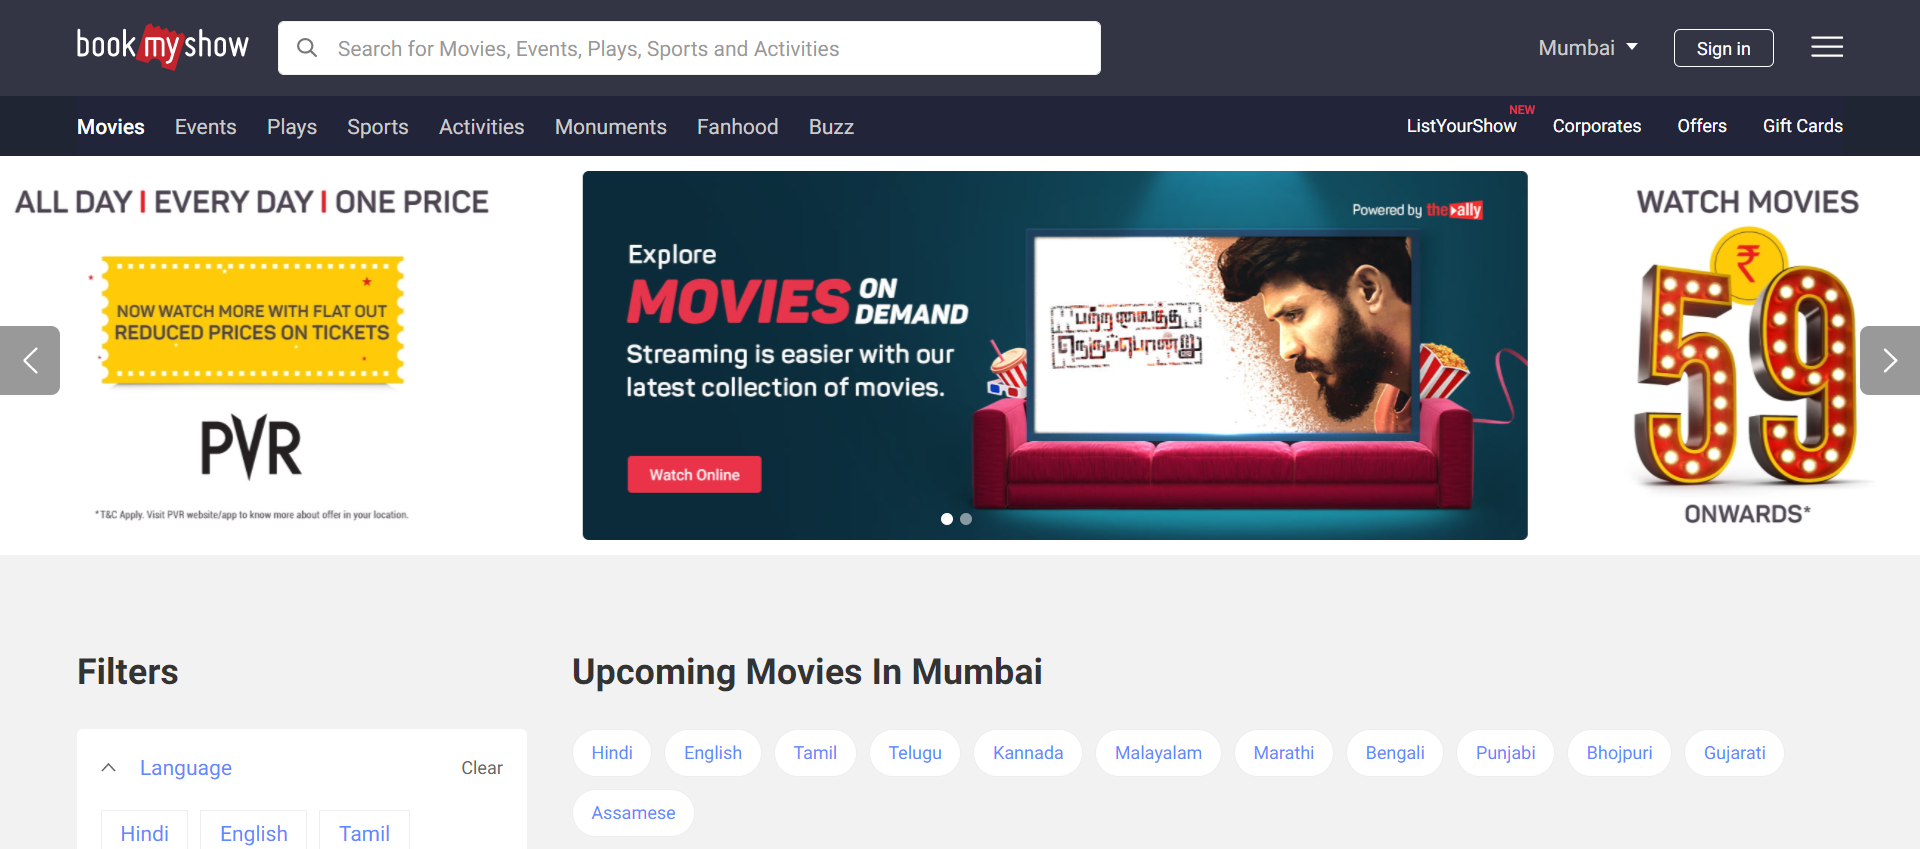 book my show
Search for Movies, Events, Plays, Sports and Activities
Mumbai
Sign in
Movies
Events
Plays
Sports
Activities
Monuments
Fanhood
Buzz
ListYourShow
NEW
Corporates
Offers
Gift Cards
ALL DAY | EVERY DAY | ONE PRICE
NOW WATCH MORE WITH FLAT OUT
REDUCED PRICES ON TICKETS
PVR
*T&C Apply. Visit PVR website/app to know more about offer in your location.
Powered by the ally
Explore
MOVIES ON
DEMAND
Streaming is easier with our
latest collection of movies.
Watch Online
பற்றவைத்த
நெருப்பொன்று
WATCH MOVIES
₹
59
ONWARDS*
Filters
Language
Clear
Hindi
English
Tamil
Upcoming Movies In Mumbai
Hindi
English
Tamil
Telugu
Kannada
Malayalam
Marathi
Bengali
Punjabi
Bhojpuri
Gujarati
Assamese